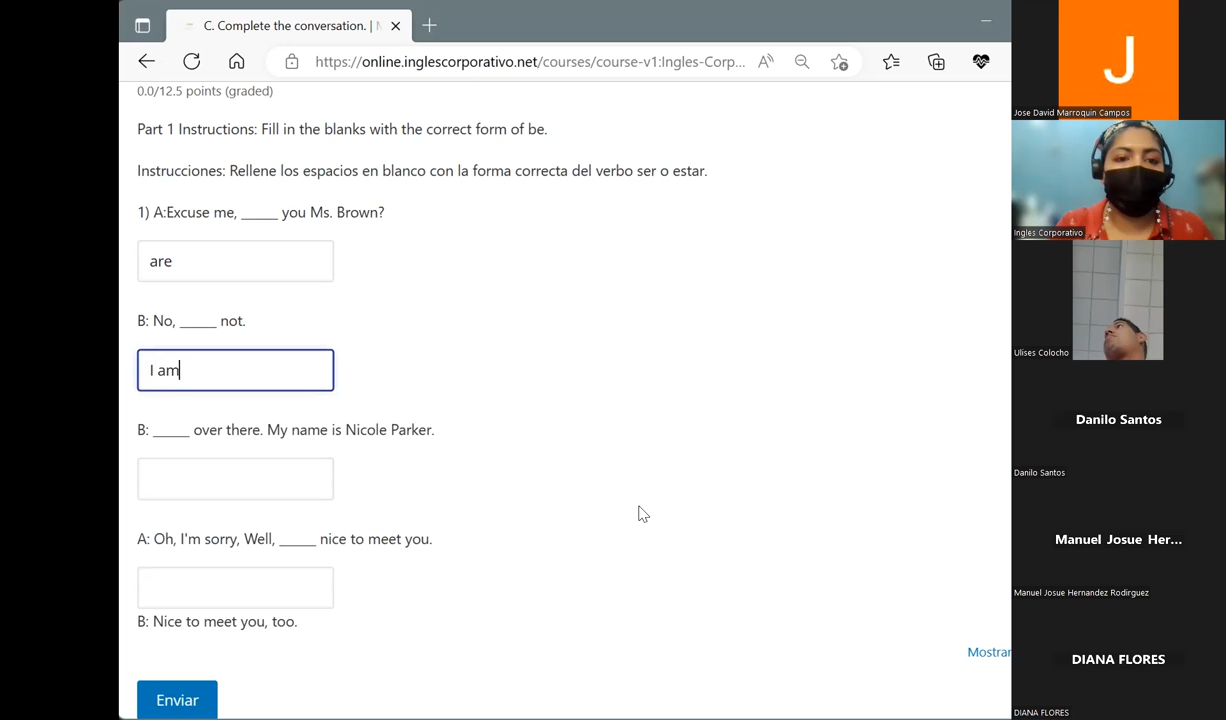 C. Complete the conversation. |
https://online.inglescorporativo.net/courses/course-v1:Ingles-Corp...
0.0/12.5 points (graded)
Part 1 Instructions: Fill in the blanks with the correct form of be.
Instrucciones: Rellene los espacios en blanco con la forma correcta del verbo ser o estar.
1) A:Excuse me, _____ you Ms. Brown?
are
B: No, _____ not.
I am
B: _____ over there. My name is Nicole Parker.
A: Oh, I'm sorry, Well, _____ nice to meet you.
B: Nice to meet you, too.
Mostrar
Enviar
J
Jose David Marroquin Campos
Ingles Corporativo
Ulises Colocho
Danilo Santos
Danilo Santos
Manuel Josue Her...
Manuel Josue Hernandez Rodirguez
DIANA FLORES
DIANA FLORES